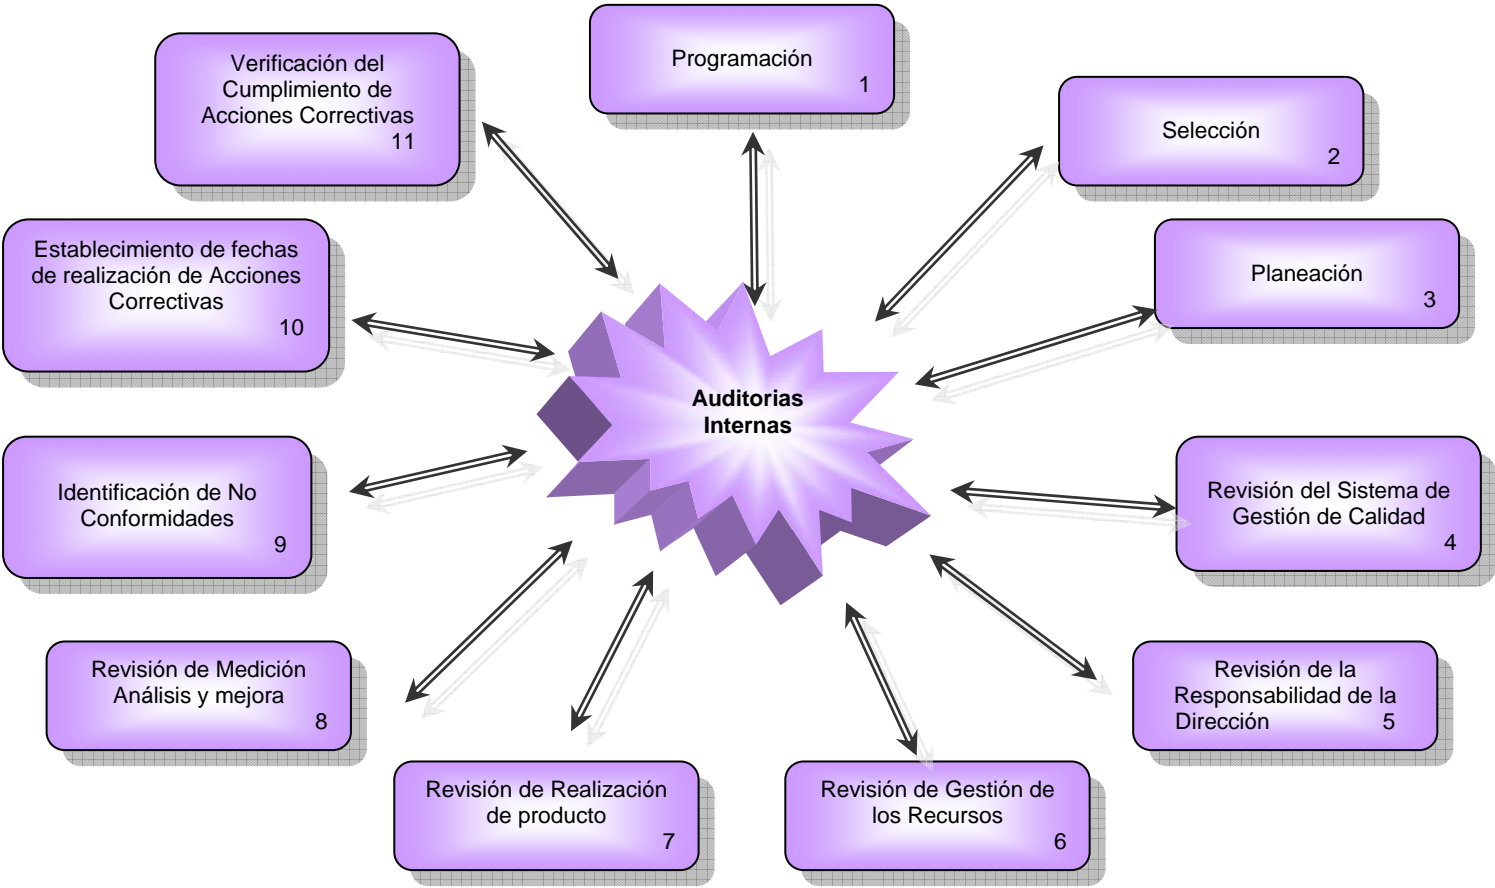 Programación
1
Selección
2
Planeación
3
Revisión del Sistema de
Gestión de Calidad
4
Revisión de la
Responsabilidad de la
Dirección 5
Revisión de Gestión de
los Recursos
6
Revisión de Realización
de producto
7
Revisión de Medición
Análisis y mejora
8
Identificación de No
Conformidades
9
Establecimiento de fechas
de realización de Acciones
Correctivas
10
Verificación del
Cumplimiento de
Acciones Correctivas
11
Auditorias
Internas